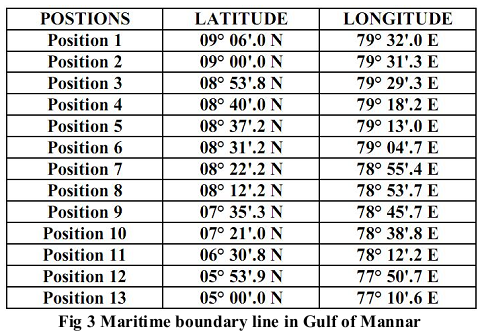 POSTIONS LATITUDE LONGITUDE
Position 1 09° 06'.0 N 79° 32'.0 E
Position 2 09° 00'.0 N 79° 31'.3 E
Position 3 08° 53'.8 N 79° 29'.3 E
Position 4 08° 40'.0 N 79° 18'.2 E
Position 5 08° 37'.2 N 79° 13'.0 E
Position 6 08° 31'.2 N 79° 04'.7 E
Position 7 08° 22'.2 N 78° 55'.4 E
Position 8 08° 12'.2 N 78° 53'.7 E
Position 9 07° 35'.3 N 78° 45'.7 E
Position 10 07° 21'.0 N 78° 38'.8 E
Position 11 06° 30'.8 N 78° 12'.2 E
Position 12 05° 53'.9 N 77° 50'.7 E
Position 13 05° 00'.0 N 77° 10'.6 E
Fig 3 Maritime boundary line in Gulf of Mannar